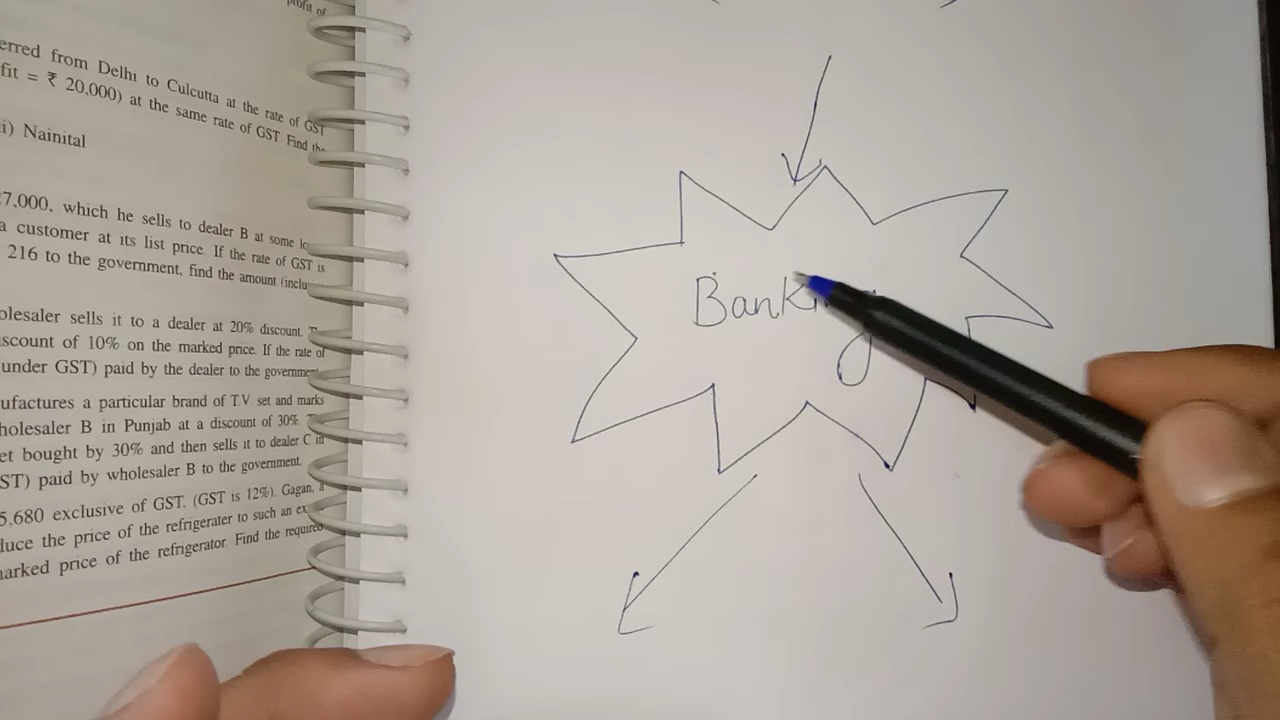 profit of
erred from Delhi to Culcutta at the rate of GST
fit = ₹ 20,000) at the same rate of GST Find the
i) Nainital
7,000, which he sells to dealer B at some
a customer at its list price. If the rate of GST is
216 to the government, find the amount (inclu
olesaler sells it to a dealer at 20% discount.
scount of 10% on the marked price. If the rate of
under GST) paid by the dealer to the government
ufactures a particular brand of T.V. set and marks
holesaler B in Punjab at a discount of 30%.
et bought by 30% and then sells it to dealer C in
ST) paid by wholesaler B to the government.
5,680 exclusive of GST. (GST is 12%). Gagan, a
duce the price of the refrigerater to such an ex
marked price of the refrigerator. Find the required
Banking